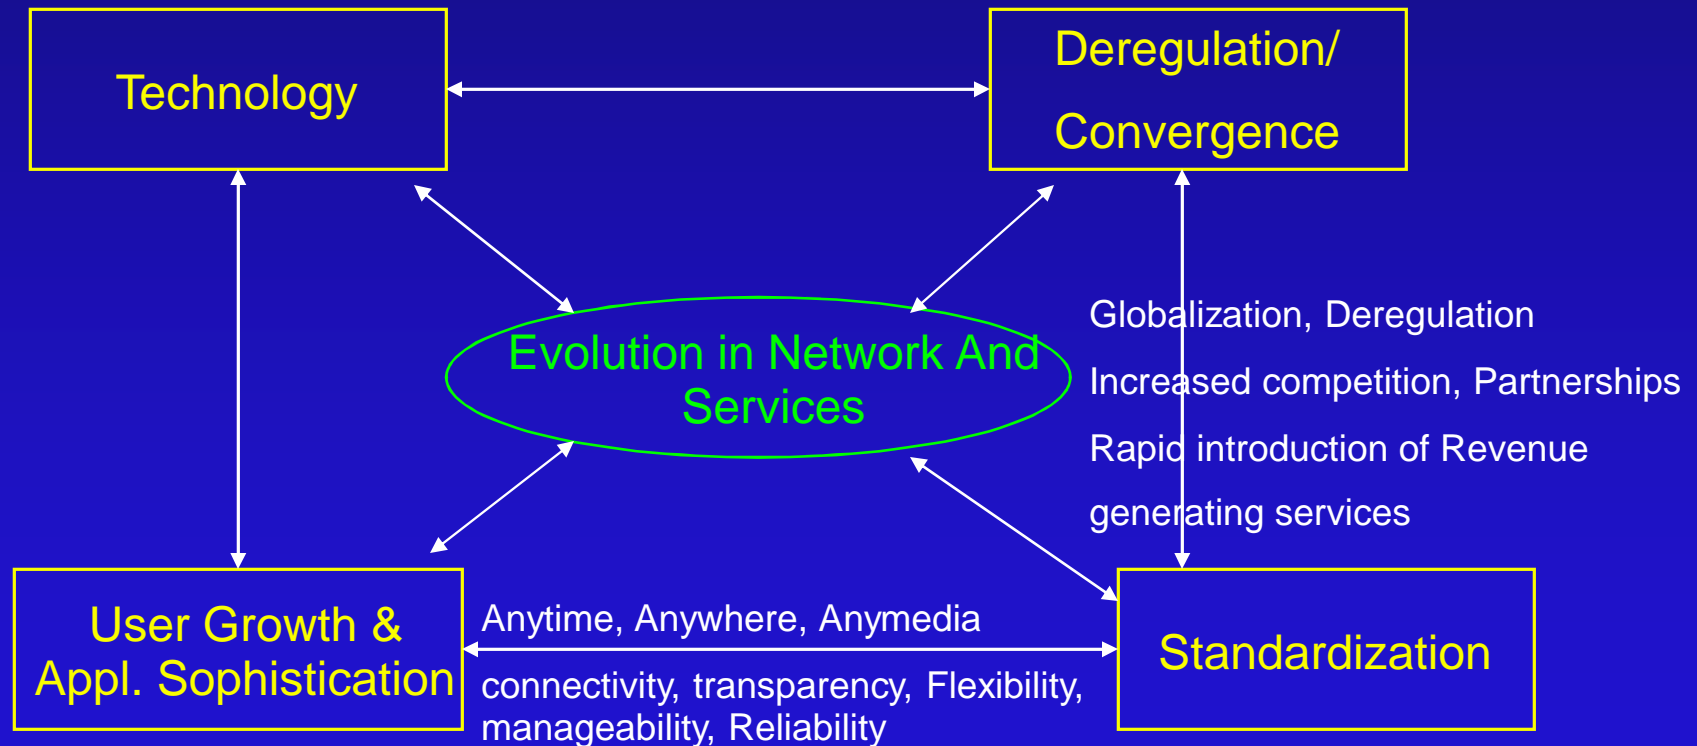 Technology
Deregulation/
Convergence
Evolution in Network And
Services
Globalization, Deregulation
Increased competition, Partnerships
Rapid introduction of Revenue
generating services
User Growth &
Appl. Sophistication
Anytime, Anywhere, Anymedia
connectivity, transparency, Flexibility,
manageability, Reliability
Standardization